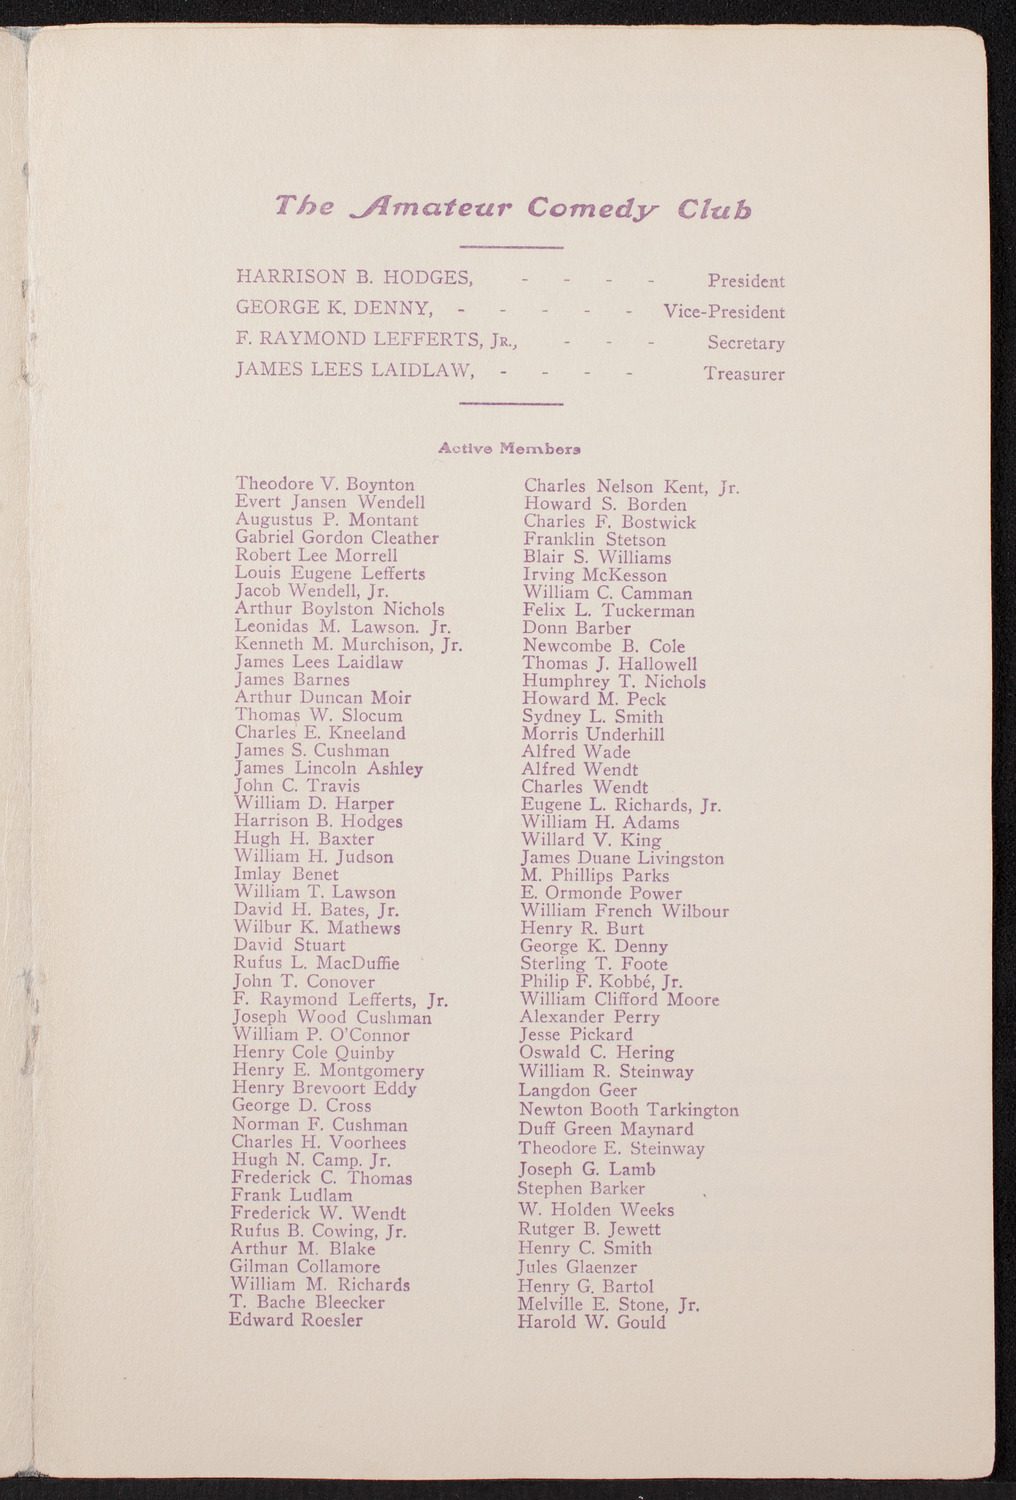 The Amateur Comedy Club
HARRISON B. HODGES, - - - - President
GEORGE K. DENNY, - - - - - Vice-President
F. RAYMOND LEFFERTS, JR., - - - Secretary
JAMES LEES LAIDLAW, - - - - Treasurer
Active Members
Theodore V. Boynton
Evert Jansen Wendell
Augustus P. Montant
Gabriel Gordon Cleather
Robert Lee Morrell
Louis Eugene Lefferts
Jacob Wendell, Jr.
Arthur Boylston Nichols
Leonidas M. Lawson. Jr.
Kenneth M. Murchison, Jr.
James Lees Laidlaw
James Barnes
Arthur Duncan Moir
Thomas W. Slocum
Charles E. Kneeland
James S. Cushman
James Lincoln Ashley
John C. Travis
William D. Harper
Harrison B. Hodges
Hugh H. Baxter
William H. Judson
Imlay Benet
William T. Lawson
David H. Bates, Jr.
Wilbur K. Mathews
David Stuart
Rufus L. MacDuffie
John T. Conover
F. Raymond Lefferts, Jr.
Joseph Wood Cushman
William P. O'Connor
Henry Cole Quinby
Henry E. Montgomery
Henry Brevoort Eddy
George D. Cross
Norman F. Cushman
Charles H. Voorhees
Hugh N. Camp. Jr.
Frederick C. Thomas
Frank Ludlam
Frederick W. Wendt
Rufus B. Cowing, Jr.
Arthur M. Blake
Gilman Collamore
William M. Richards
T. Bache Bleecker
Edward Roesler
Charles Nelson Kent, Jr.
Howard S. Borden
Charles F. Bostwick
Franklin Stetson
Blair S. Williams
Irving McKesson
William C. Camman
Felix L. Tuckerman
Donn Barber
Newcombe B. Cole
Thomas J. Hallowell
Humphrey T. Nichols
Howard M. Peck
Sydney L. Smith
Morris Underhill
Alfred Wade
Alfred Wendt
Charles Wendt
Eugene L. Richards, Jr.
William H. Adams
Willard V. King
James Duane Livingston
M. Phillips Parks
E. Ormonde Power
William French Wilbour
Henry R. Burt
George K. Denny
Sterling T. Foote
Philip F. Kobbé, Jr.
William Clifford Moore
Alexander Perry
Jesse Pickard
Oswald C. Hering
William R. Steinway
Langdon Geer
Newton Booth Tarkington
Duff Green Maynard
Theodore E. Steinway
Joseph G. Lamb
Stephen Barker
W. Holden Weeks
Rutger B. Jewett
Henry C. Smith
Jules Glaenzer
Henry G. Bartol
Melville E. Stone, Jr.
Harold W. Gould